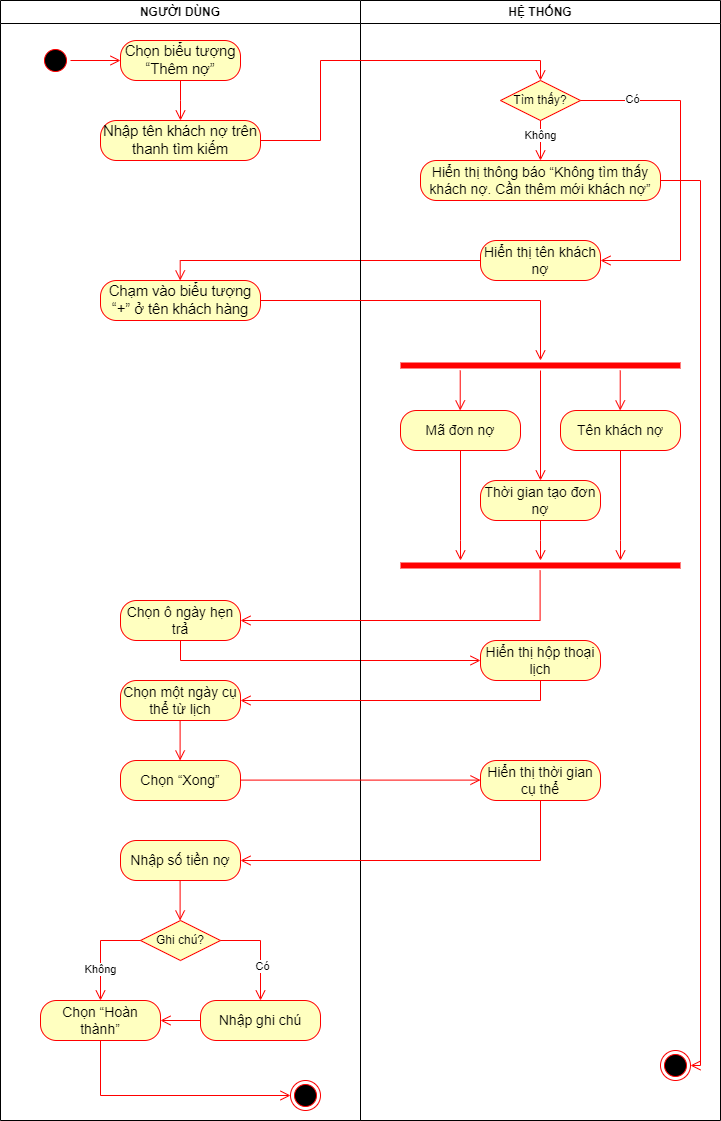 NGƯỜI DÙNG
HỆ THỐNG
Chọn biểu tượng
“Thêm nợ”
Tìm thấy?
Có
Nhập tên khách nợ trên
thanh tìm kiếm
Không
Hiển thị thông báo “Không tìm thấy
khách nợ. Cần thêm mới khách nợ”
Hiển thị tên khách
nợ
Chạm vào biểu tượng
“+” ở tên khách hàng
Mã đơn nợ
Tên khách nợ
Thời gian tạo đơn
nợ
Chọn ô ngày hẹn
trả
Hiển thị hộp thoại
lịch
Chọn một ngày cụ
thể từ lịch
Chọn “Xong”
Hiển thị thời gian
cụ thể
Nhập số tiền nợ
Ghi chú?
Không
Có
Chọn “Hoàn
thành”
Nhập ghi chú